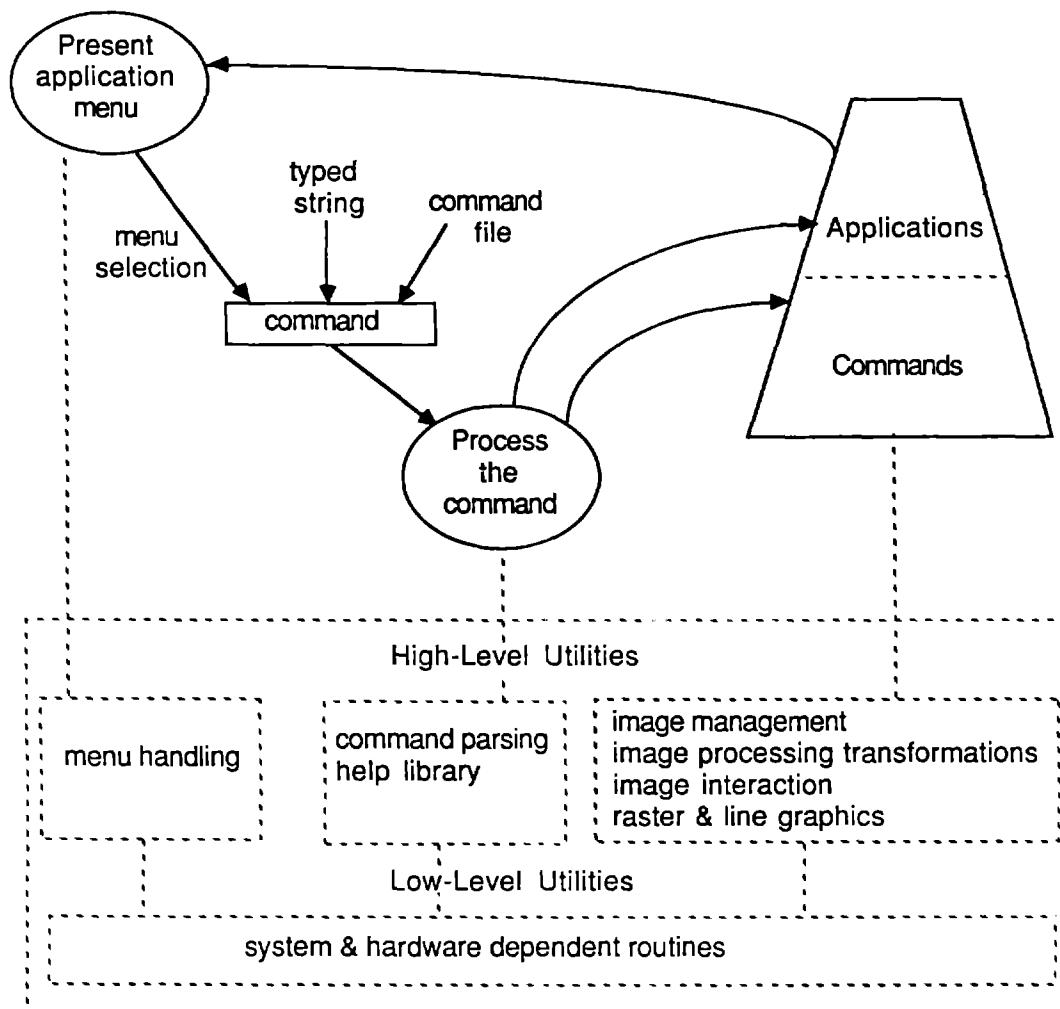 Present
application
menu
typed
string
command
file
menu
selection
command
Applications
Commands
Process
the
command
High-Level Utilities
menu handling
command parsing
help library
image management
image processing transformations
image interaction
raster & line graphics
Low-Level Utilities
system & hardware dependent routines